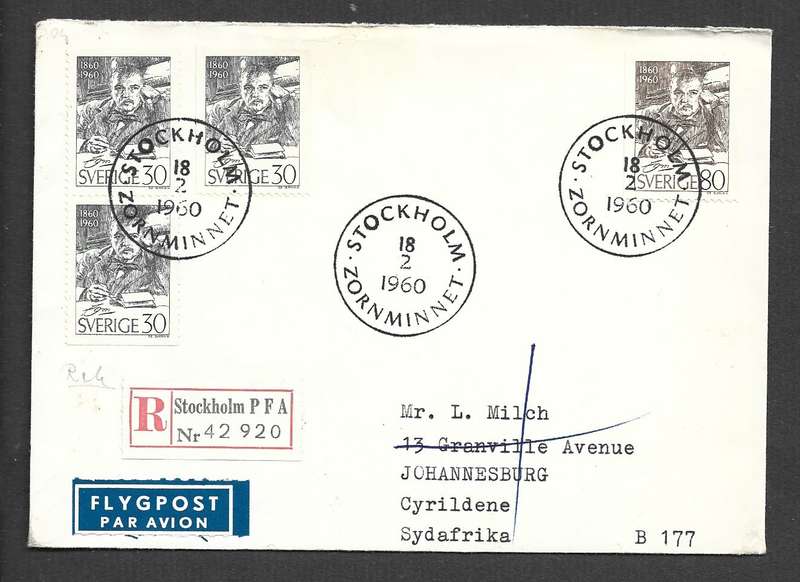 1860
1960
SVERIGE 30
1860
1960
SVERIGE 30
1860
1960
SVERIGE 80
1860
1960
SVERIGE 30
STOCKHOLM
18
2
1960
ZORNMINNET
STOCKHOLM
18
2
1960
ZORNMINNET
STOCKHOLM
18
2
1960
ZORNMINNET
Rek
R
Stockholm P F A
Nr 42 920
FLYGPOST
PAR AVION
Mr. L. Milch
13 Granville Avenue
JOHANNESBURG
Cyrildene
Sydafrika
B 177